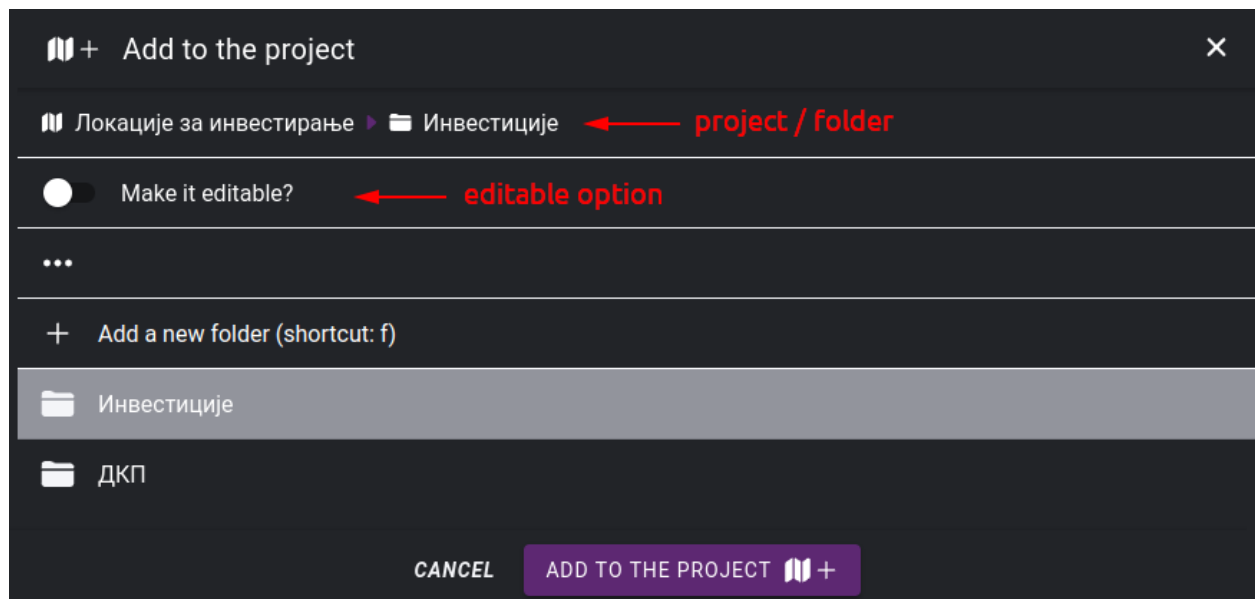 Add to the project
Локације за инвестирање Инвестиције project / folder
Make it editable? editable option
Add a new folder (shortcut: f)
Инвестиције
ДКП
CANCEL ADD TO THE PROJECT